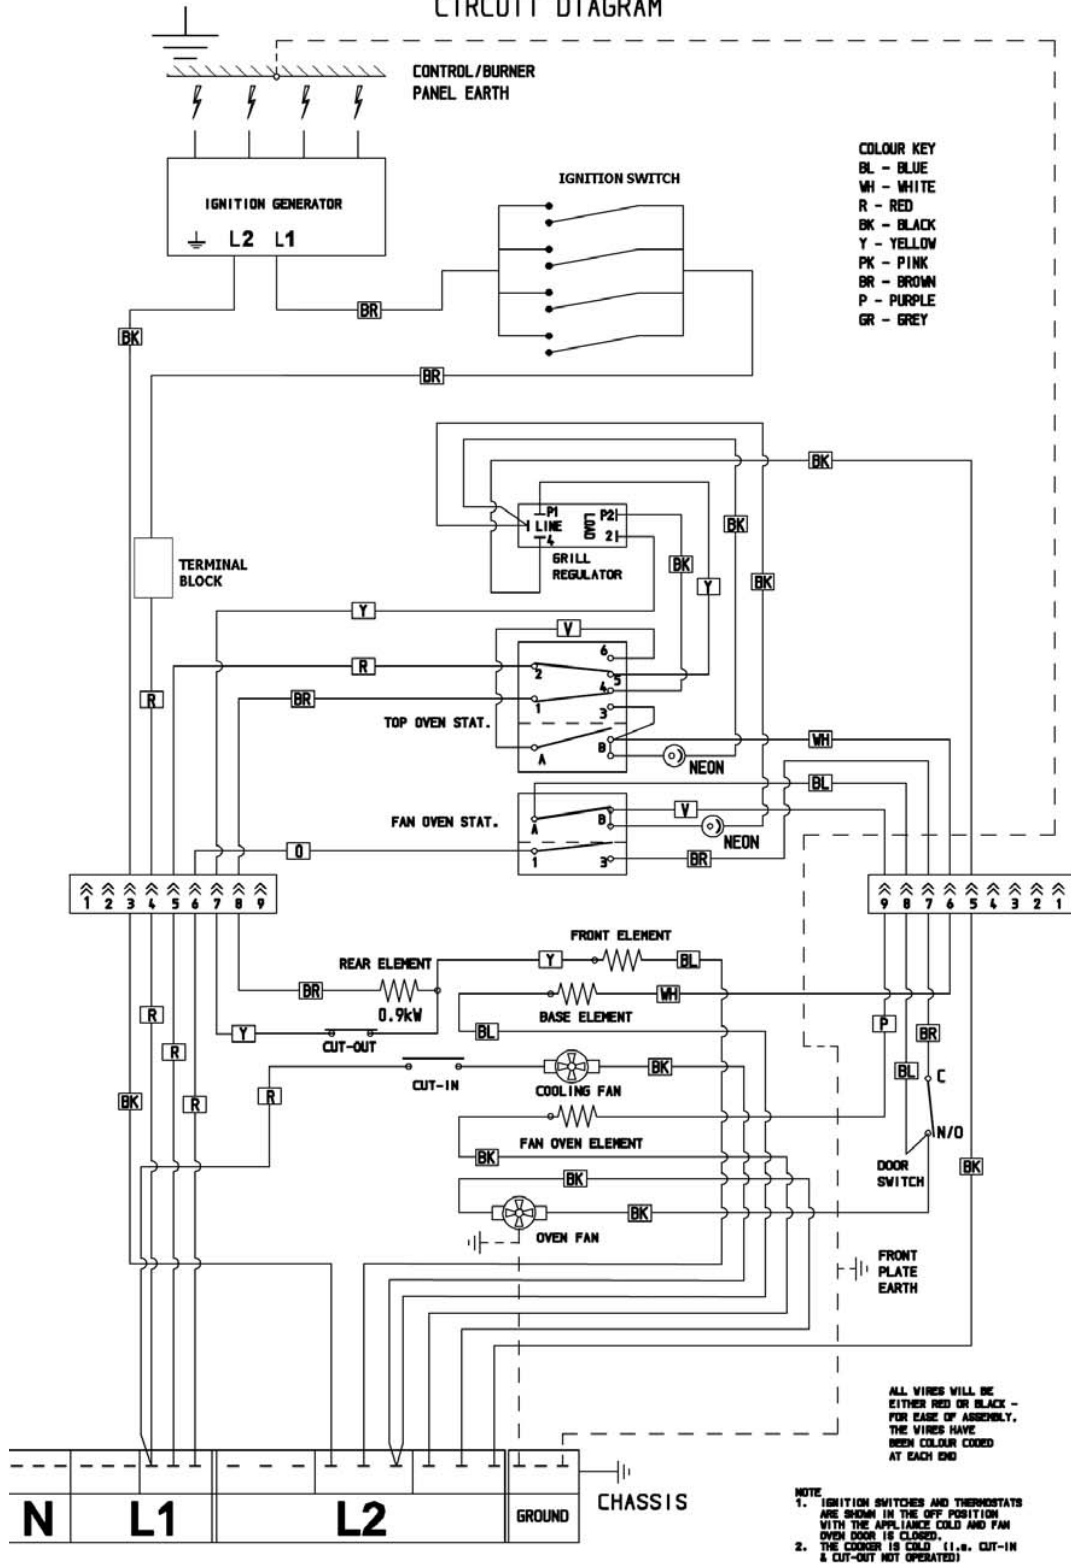 CIRCUIT DIAGRAM
CONTROL/BURNER
PANEL EARTH
COLOUR KEY
BL - BLUE
WH - WHITE
R - RED
BK - BLACK
Y - YELLOW
PK - PINK
BR - BROWN
P - PURPLE
GR - GREY
IGNITION SWITCH
IGNITION GENERATOR
L2 L1
BR
BK
BR
BK
P1
LINE
4
LOAD
P2
2
GRILL
REGULATOR
BK
BK
Y
BK
TERMINAL
BLOCK
Y
V
R
R
BR
TOP OVEN STAT.
2
1
A
6
5
4
3
B
WH
NEON
BL
FAN OVEN STAT.
A
B
V
NEON
O
1
3
BR
1 2 3 4 5 6 7 8 9
9 8 7 6 5 4 3 2 1
FRONT ELEMENT
Y
BL
REAR ELEMENT
BR
0.9kW
BASE ELEMENT
WH
R
Y
CUT-OUT
BL
P
BR
R
CUT-IN
COOLING FAN
BK
BL
C
BK
R
R
FAN OVEN ELEMENT
N/O
BK
DOOR
SWITCH
BK
BK
OVEN FAN
BK
FRONT
PLATE
EARTH
ALL WIRES WILL BE
EITHER RED OR BLACK -
FOR EASE OF ASSEMBLY,
THE WIRES HAVE
BEEN COLOUR CODED
AT EACH END
N
L1
L2
GROUND
CHASSIS
NOTE
1. IGNITION SWITCHES AND THERMOSTATS
ARE SHOWN IN THE OFF POSITION
WITH THE APPLIANCE COLD AND FAN
OVEN DOOR IS CLOSED.
2. THE COOKER IS COLD (i.e. CUT-IN
& CUT-OUT NOT OPERATED)